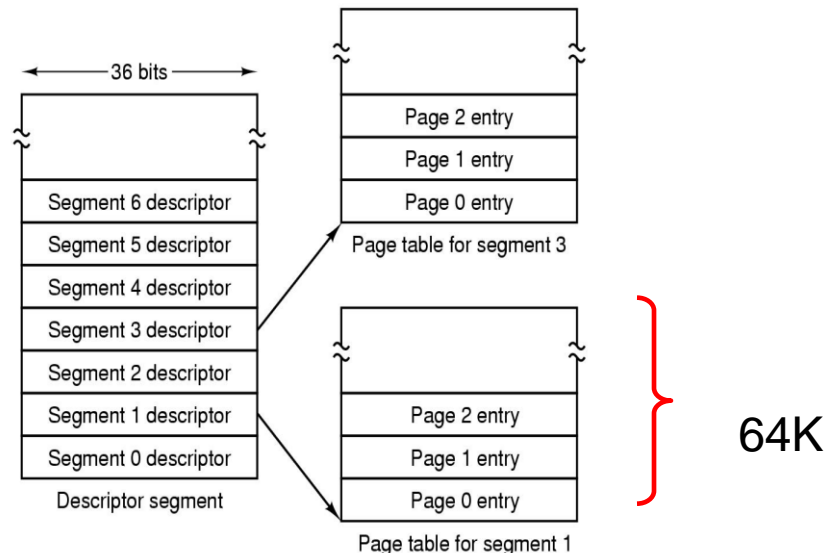 36 bits
Segment 6 descriptor
Segment 5 descriptor
Segment 4 descriptor
Segment 3 descriptor
Segment 2 descriptor
Segment 1 descriptor
Segment 0 descriptor
Descriptor segment
Page 2 entry
Page 1 entry
Page 0 entry
Page table for segment 3
Page 2 entry
Page 1 entry
Page 0 entry
Page table for segment 1
64K